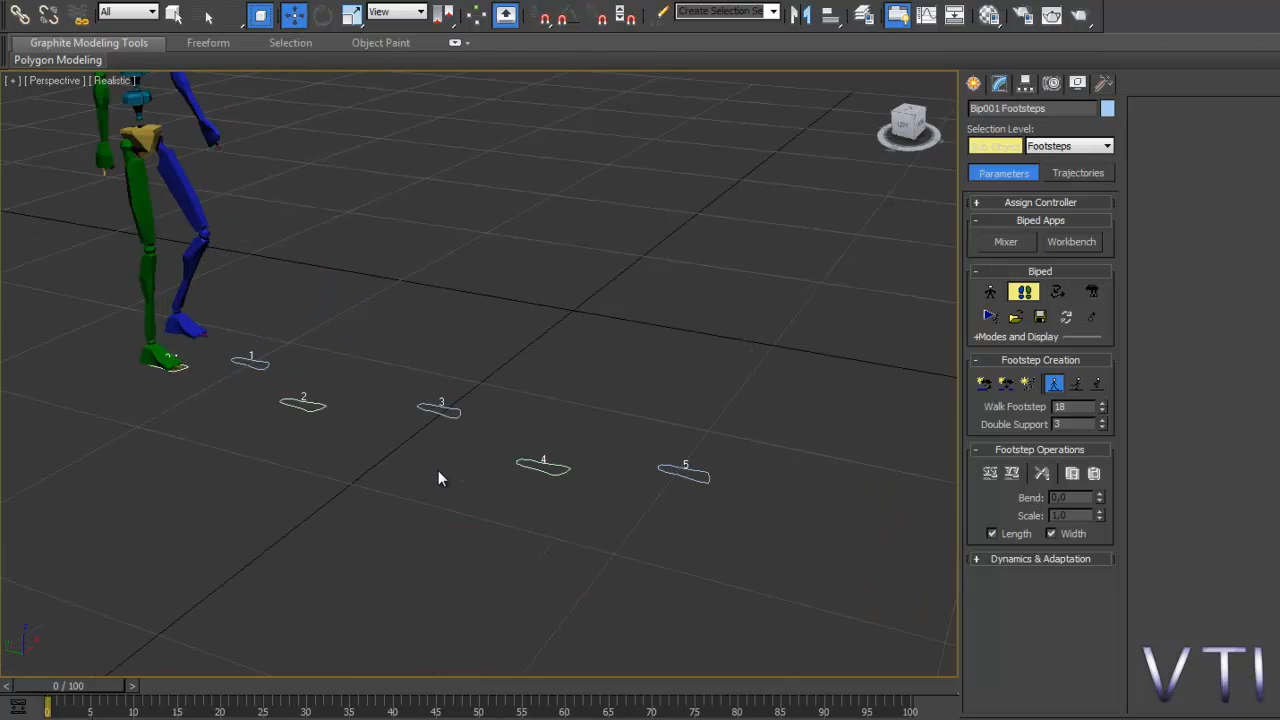 All
View
Create Selection Se
Graphite Modeling Tools
Freeform
Selection
Object Paint
Polygon Modeling
[ + ] [ Perspective ] [ Realistic ]
Bip001 Footsteps
Selection Level:
Sub-Object
Footsteps
Parameters
Trajectories
+ Assign Controller
- Biped Apps
Mixer
Workbench
- Biped
+Modes and Display
- Footstep Creation
Walk Footstep
18
Double Support
3
- Footstep Operations
Bend:
0,0
Scale:
1,0
Length
Width
+ Dynamics & Adaptation
1
2
3
4
5
VTI
< 0 / 100 >
0 5 10 15 20 25 30 35 40 45 50 55 60 65 70 75 80 85 90 95 100